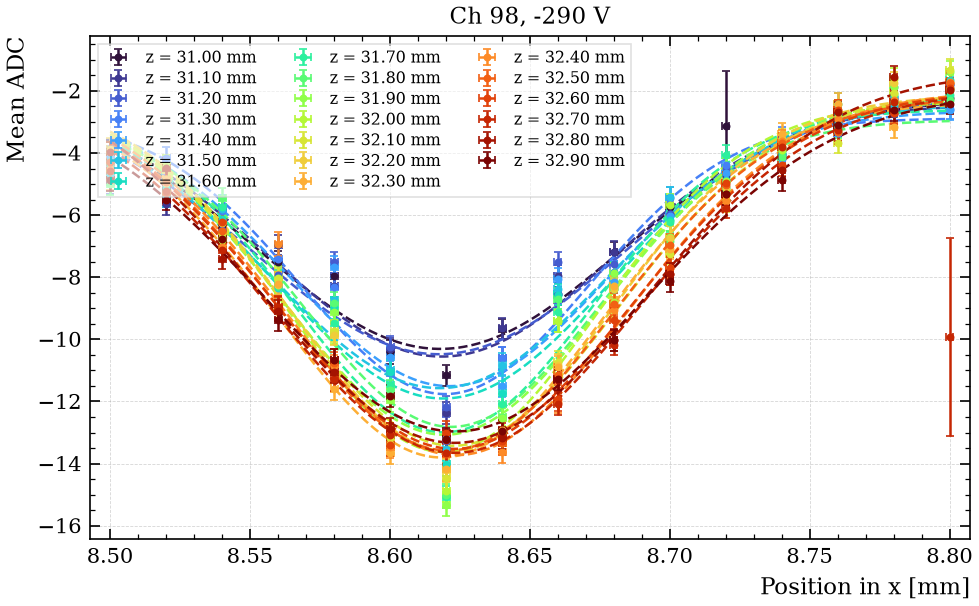 Ch 98, -290 V
Mean ADC
z = 31.00 mm
z = 31.10 mm
z = 31.20 mm
z = 31.30 mm
z = 31.40 mm
z = 31.50 mm
z = 31.60 mm
z = 31.70 mm
z = 31.80 mm
z = 31.90 mm
z = 32.00 mm
z = 32.10 mm
z = 32.20 mm
z = 32.30 mm
z = 32.40 mm
z = 32.50 mm
z = 32.60 mm
z = 32.70 mm
z = 32.80 mm
z = 32.90 mm
−2
−4
−6
−8
−10
−12
−14
−16
8.50 8.55 8.60 8.65 8.70 8.75 8.80
Position in x [mm]